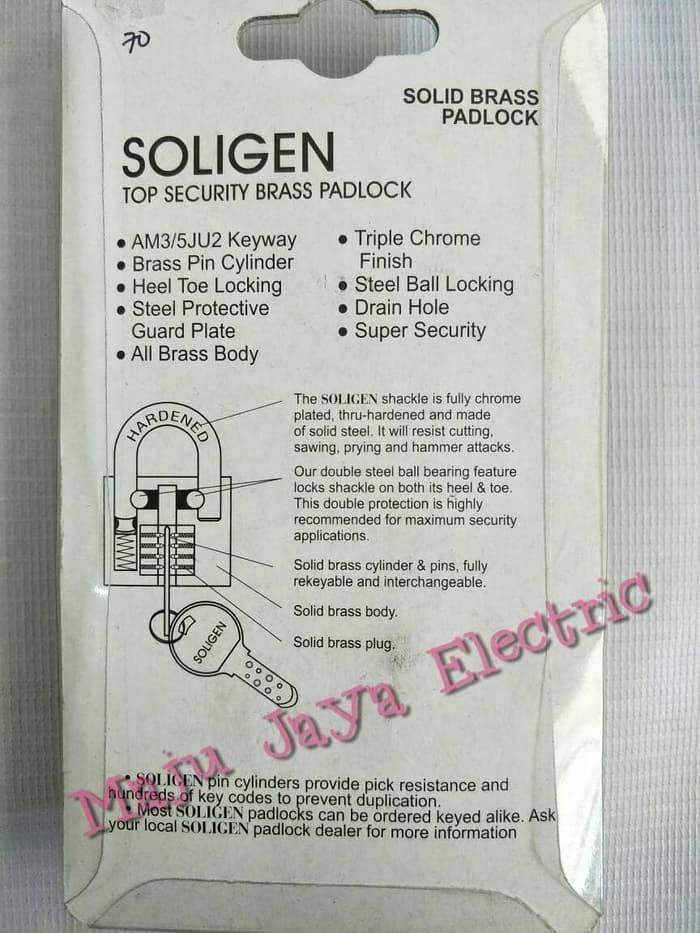 70
SOLID BRASS
PADLOCK
SOLIGEN
TOP SECURITY BRASS PADLOCK
• AM3/5JU2 Keyway
• Brass Pin Cylinder
• Heel Toe Locking
• Steel Protective
Guard Plate
• All Brass Body
• Triple Chrome
Finish
• Steel Ball Locking
• Drain Hole
• Super Security
HARDENED
The SOLIGEN shackle is fully chrome
plated, thru-hardened and made
of solid steel. It will resist cutting,
sawing, prying and hammer attacks.
Our double steel ball bearing feature
locks shackle on both its heel & toe.
This double protection is highly
recommended for maximum security
applications.
Solid brass cylinder & pins, fully
rekeyable and interchangeable.
Solid brass body.
Solid brass plug.
SOLIGEN
Maju Jaya Electric
• SOLIGEN pin cylinders provide pick resistance and
hundreds of key codes to prevent duplication.
• Most SOLIGEN padlocks can be ordered keyed alike. Ask
your local SOLIGEN padlock dealer for more information